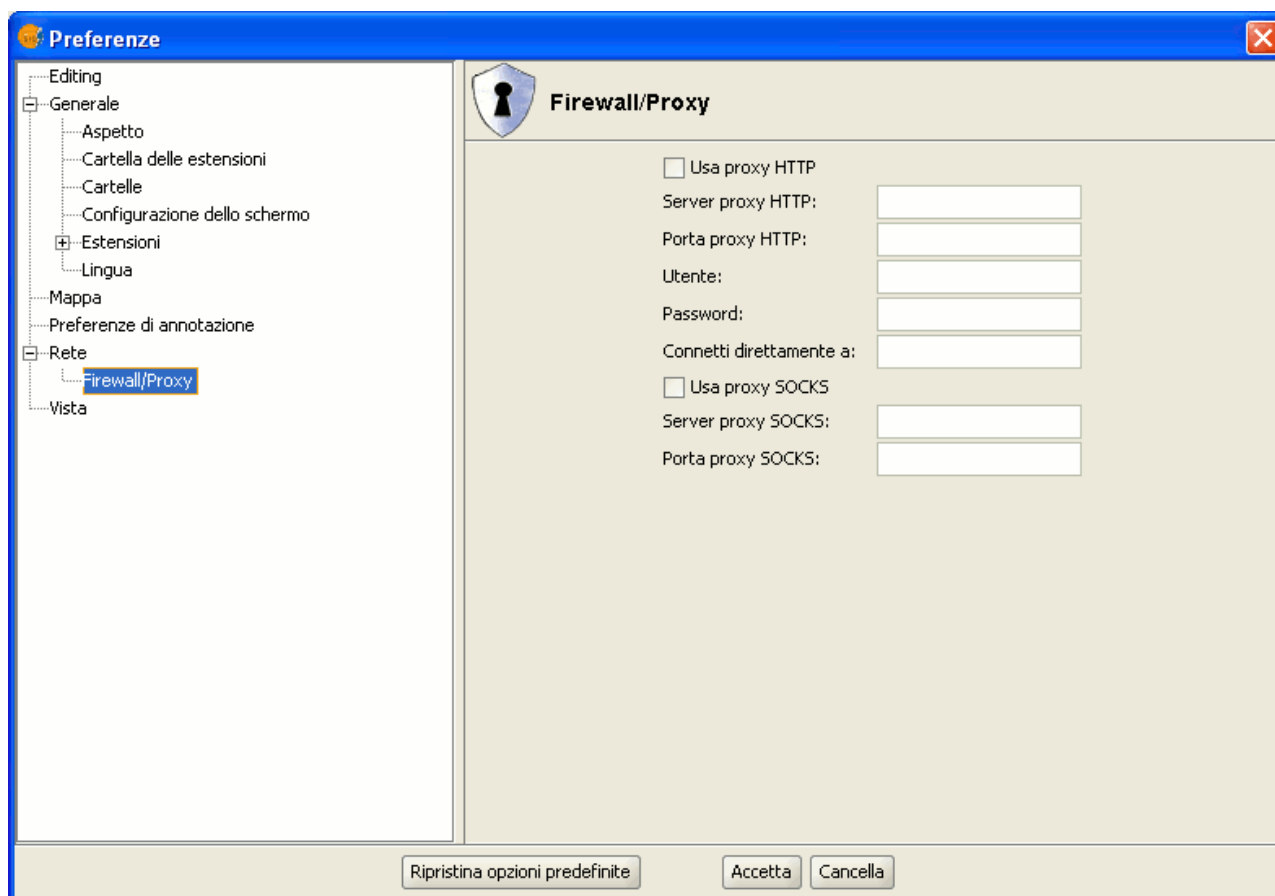 Preferenze
Editing
Generale
Aspetto
Cartella delle estensioni
Cartelle
Configurazione dello schermo
Estensioni
Lingua
Mappa
Preferenze di annotazione
Rete
Firewall/Proxy
Vista
Firewall/Proxy
Usa proxy HTTP
Server proxy HTTP:
Porta proxy HTTP:
Utente:
Password:
Connetti direttamente a:
Usa proxy SOCKS
Server proxy SOCKS:
Porta proxy SOCKS:
Ripristina opzioni predefinite
Accetta
Cancella